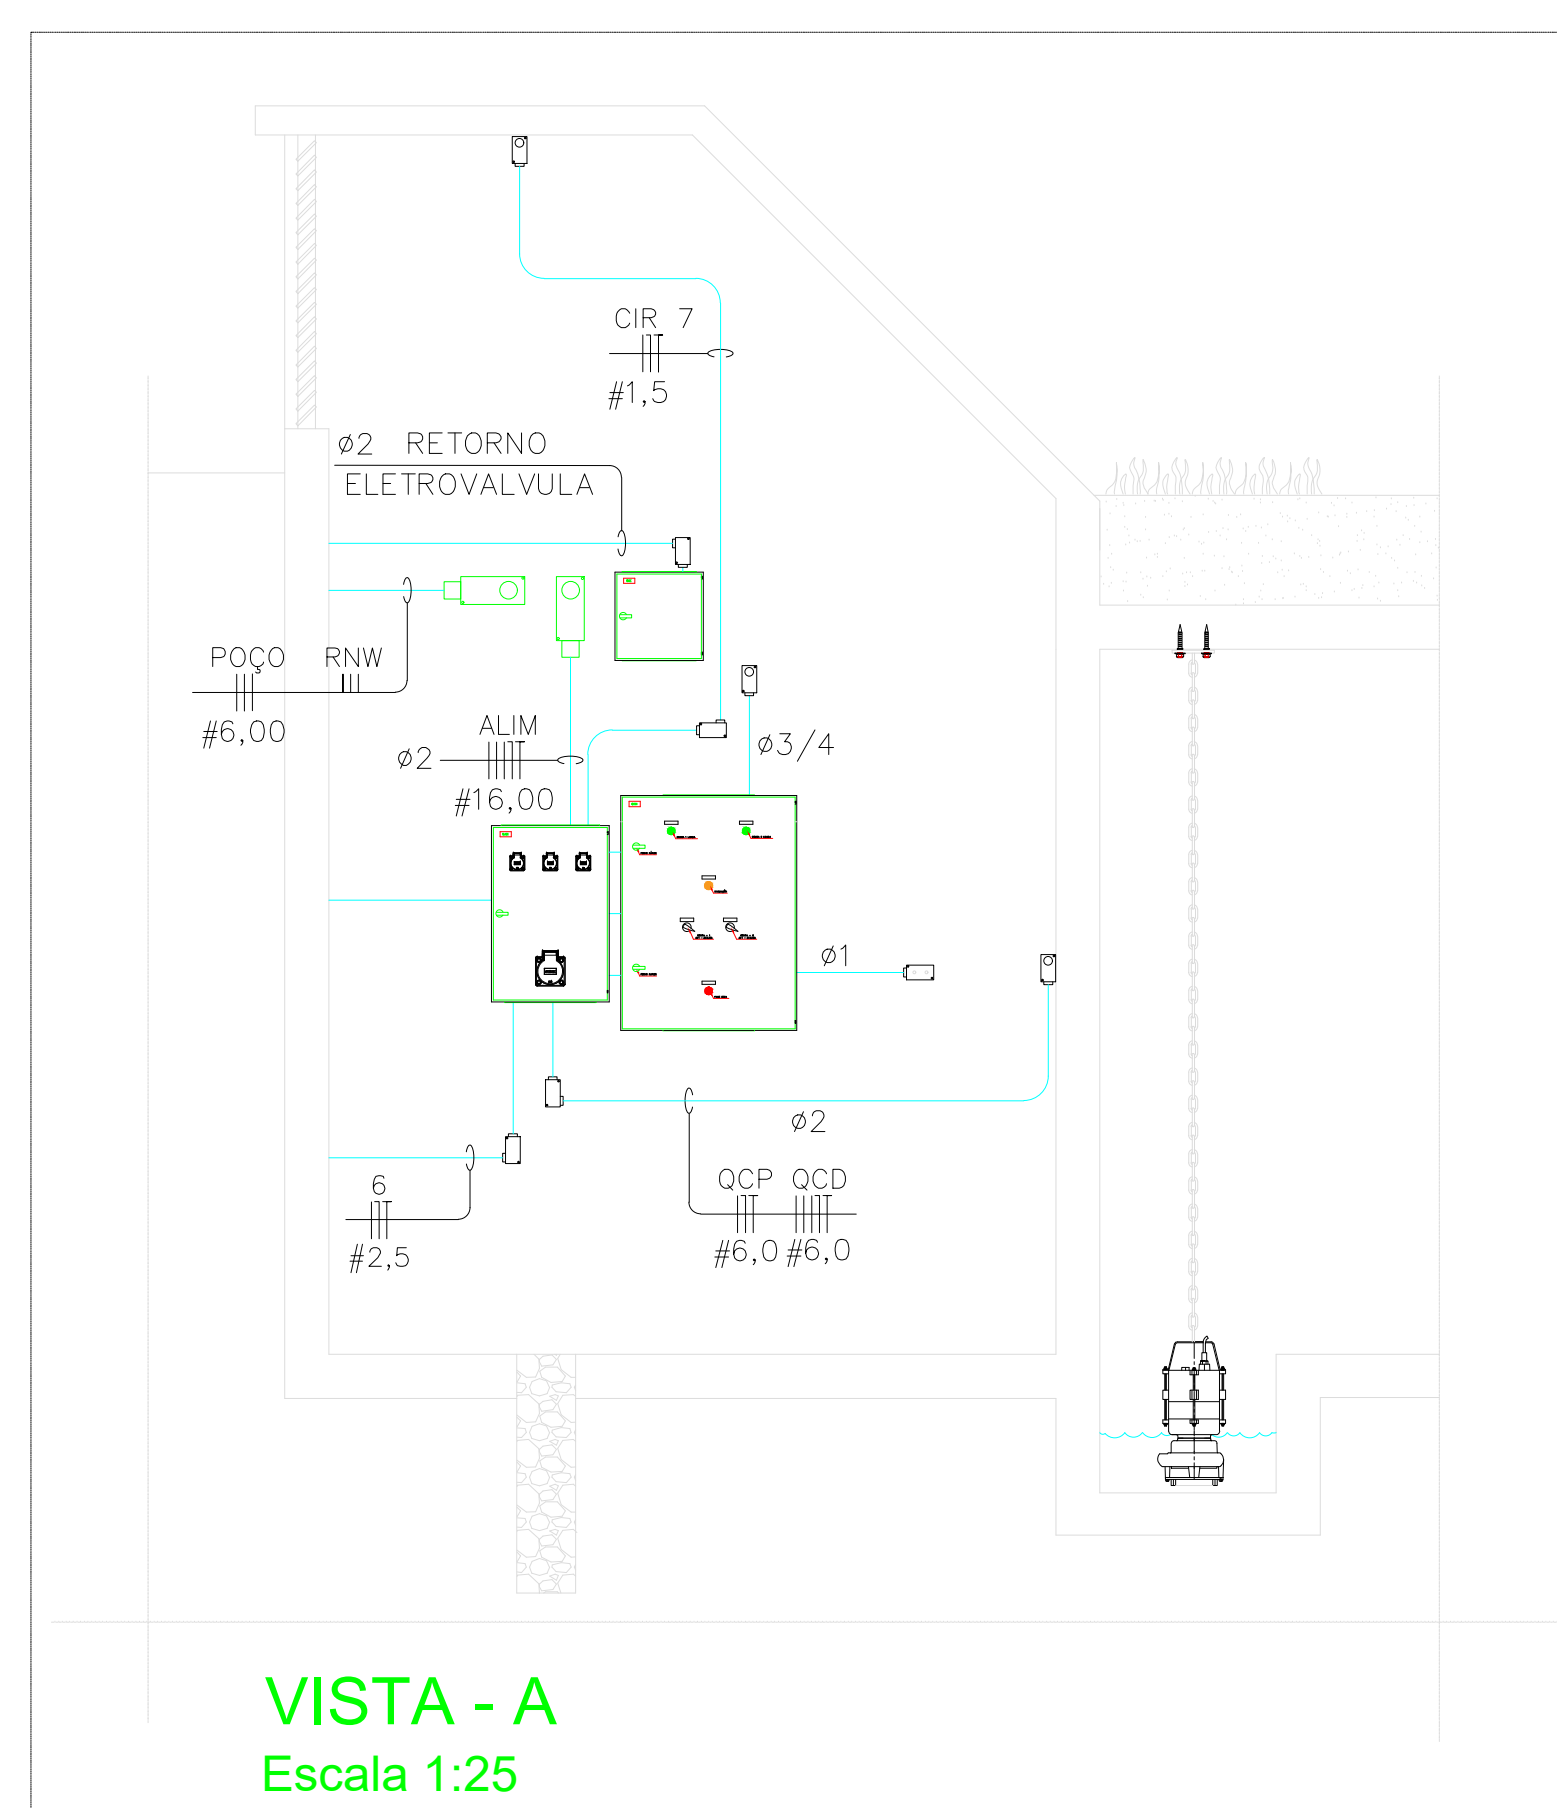 CIR 7
#1,5
ø2 RETORNO
ELETROVALVULA
POÇO RNW
#6,00
ALIM
ø2
#16,00
ø3/4
ø1
ø2
6
#2,5
QCP QCD
#6,0 #6,0
VISTA - A
Escala 1:25